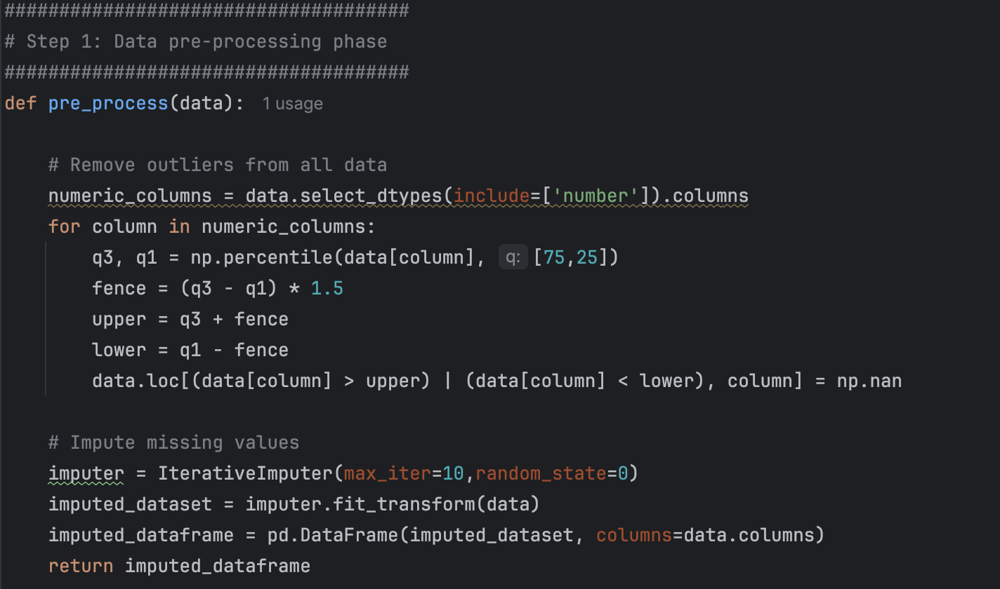 #####################################
# Step 1: Data pre-processing phase
#####################################
def pre_process(data):  1 usage

    # Remove outliers from all data
    numeric_columns = data.select_dtypes(include=['number']).columns
    for column in numeric_columns:
        q3, q1 = np.percentile(data[column], q: [75,25])
        fence = (q3 - q1) * 1.5
        upper = q3 + fence
        lower = q1 - fence
        data.loc[(data[column] > upper) | (data[column] < lower), column] = np.nan

    # Impute missing values
    imputer = IterativeImputer(max_iter=10,random_state=0)
    imputed_dataset = imputer.fit_transform(data)
    imputed_dataframe = pd.DataFrame(imputed_dataset, columns=data.columns)
    return imputed_dataframe